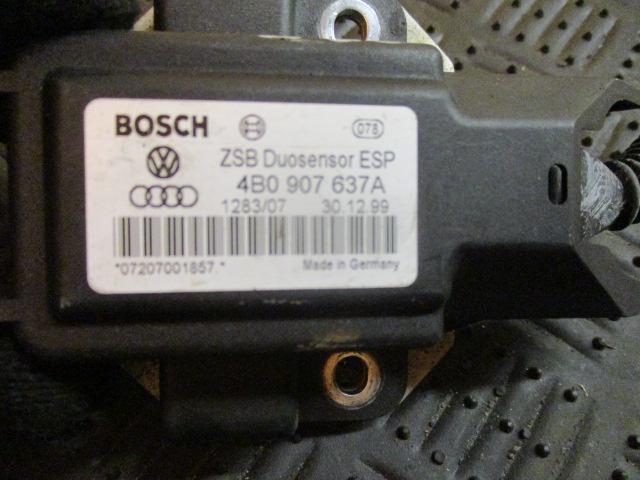 BOSCH
078
ZSB Duosensor ESP
4B0 907 637A
1283/07 30.12.99
*07207001857.*
Made in Germany